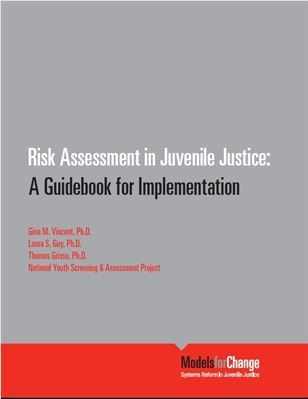 Risk Assessment in Juvenile Justice:
A Guidebook for Implementation
Gina M. Vincent, Ph.D.
Laura S. Guy, Ph.D.
Thomas Grisso, Ph.D.
National Youth Screening & Assessment Project
ModelsforChange
Systems Reform in Juvenile Justice